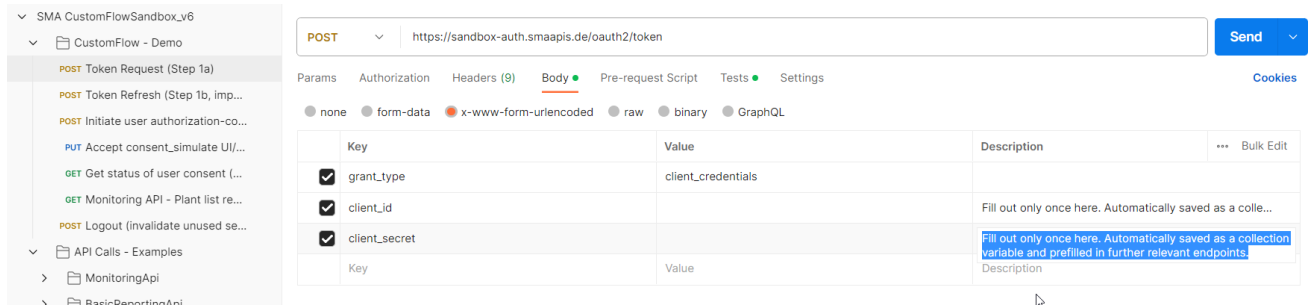 SMA CustomFlowSandbox_v6
CustomFlow - Demo
POST Token Request (Step 1a)
POST Token Refresh (Step 1b, imp...
POST Initiate user authorization-co...
PUT Accept consent_simulate UI/...
GET Get status of user consent (...
GET Monitoring API - Plant list re...
POST Logout (invalidate unused se...
API Calls - Examples
MonitoringApi
BasicReportingApi
POST https://sandbox-auth.smaapis.de/oauth2/token Send
Params Authorization Headers (9) Body Pre-request Script Tests Settings Cookies
none form-data x-www-form-urlencoded raw binary GraphQL
Key Value Description ••• Bulk Edit
grant_type client_credentials
client_id Fill out only once here. Automatically saved as a colle...
client_secret Fill out only once here. Automatically saved as a collection
variable and prefilled in further relevant endpoints.
Key Value Description